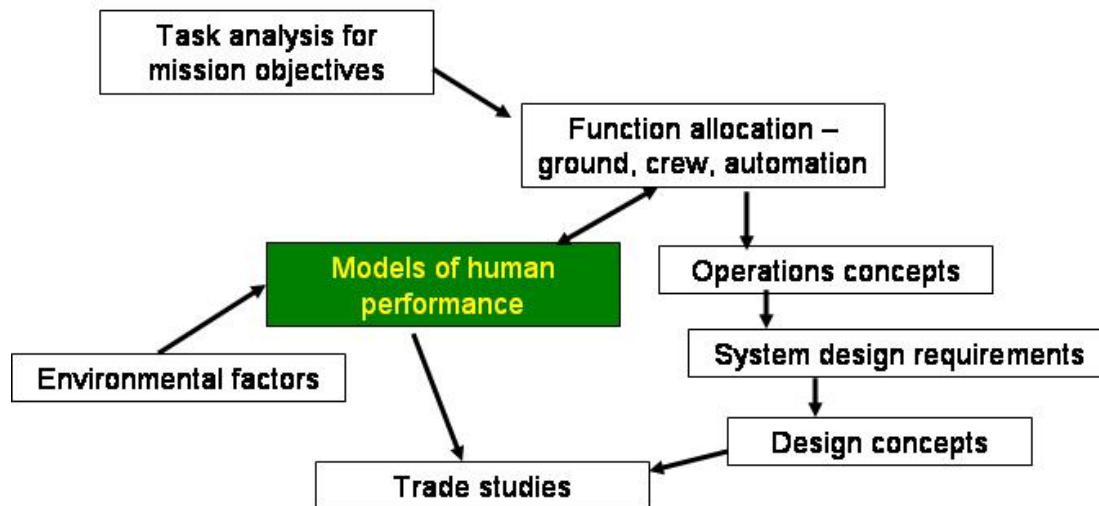 Task analysis for
mission objectives
Function allocation –
ground, crew, automation
Models of human
performance
Operations concepts
System design requirements
Environmental factors
Design concepts
Trade studies